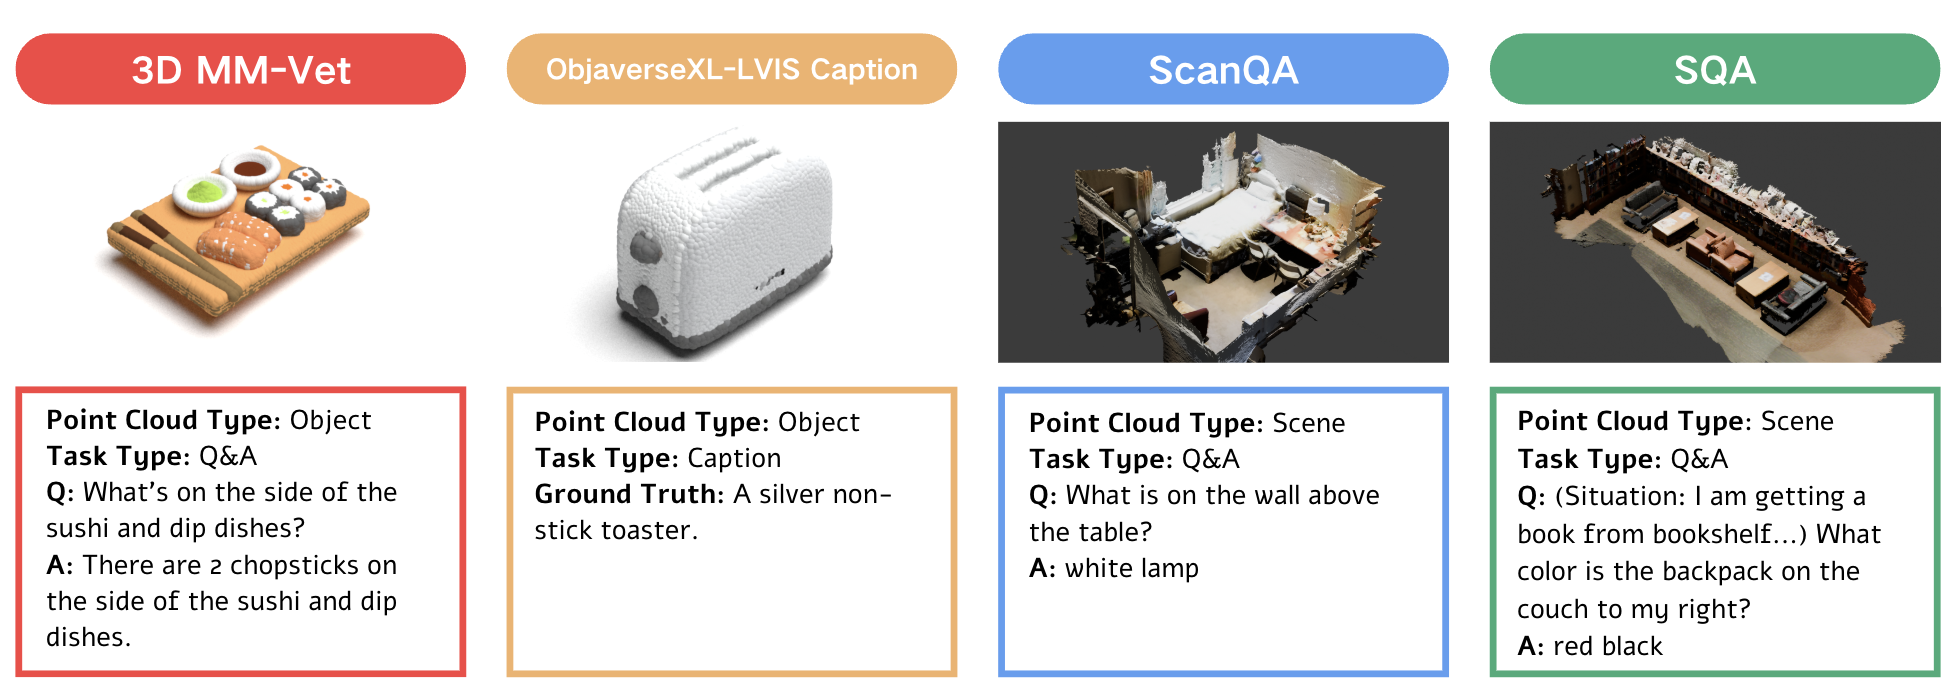 3D MM-Vet
ObjaverseXL-LVIS Caption
ScanQA
SQA
Point Cloud Type: Object
Task Type: Q&A
Q: What's on the side of the
sushi and dip dishes?
A: There are 2 chopsticks on
the side of the sushi and dip
dishes.
Point Cloud Type: Object
Task Type: Caption
Ground Truth: A silver non-
stick toaster.
Point Cloud Type: Scene
Task Type: Q&A
Q: What is on the wall above
the table?
A: white lamp
Point Cloud Type: Scene
Task Type: Q&A
Q: (Situation: I am getting a
book from bookshelf...) What
color is the backpack on the
couch to my right?
A: red black